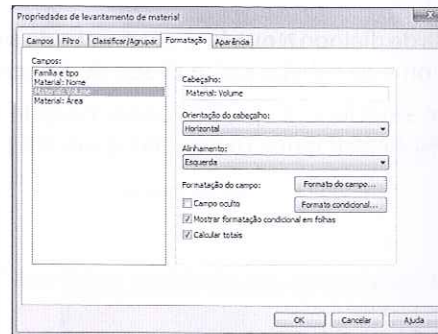 Propriedades de levantamento de material
Campos Filtro Classificar/Agrupar Formatação Aparência
Campos:
Família e tipo
Material: Nome
Material: Volume
Material: Área
Cabeçalho:
Material: Volume
Orientação do cabeçalho:
Horizontal
Alinhamento:
Esquerda
Formatação do campo: Formato do campo...
Campo oculto Formato condicional...
Mostrar formatação condicional em folhas
Calcular totais
OK Cancelar Ajuda